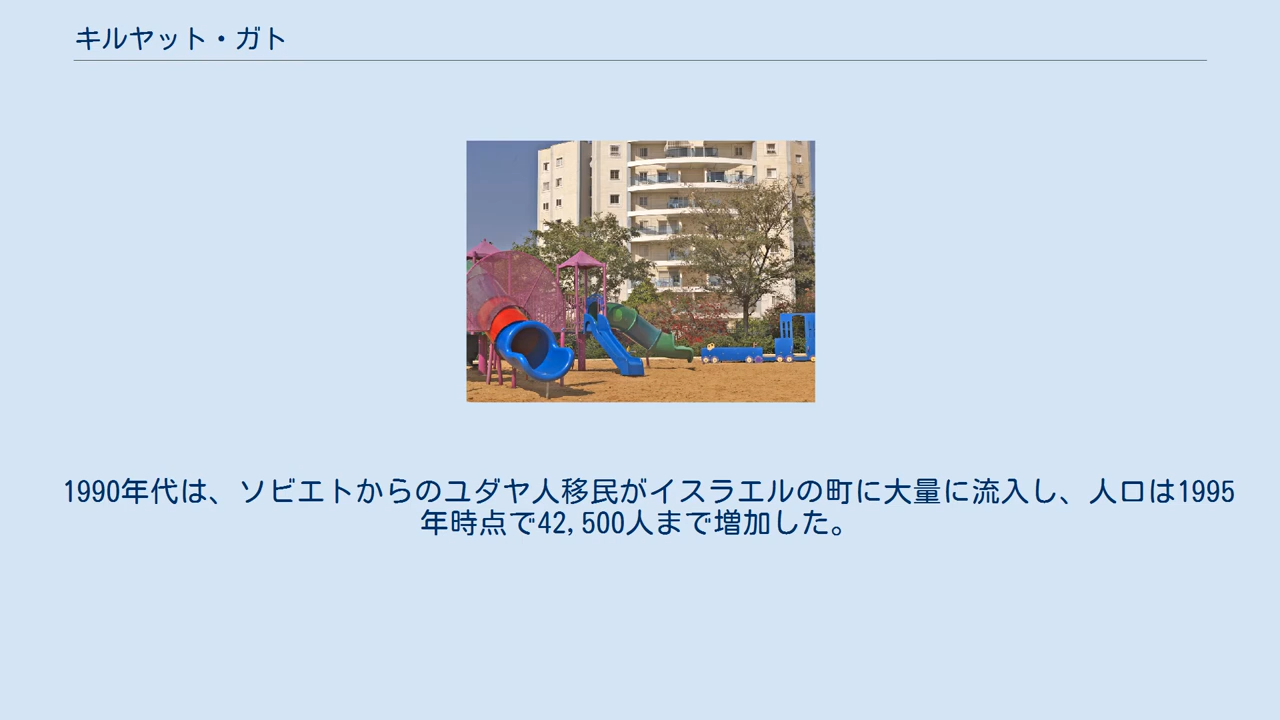 キルヤット・ガト
1990年代は、ソビエトからのユダヤ人移民がイスラエルの町に大量に流入し、人口は1995
年時点で42,500人まで増加した。